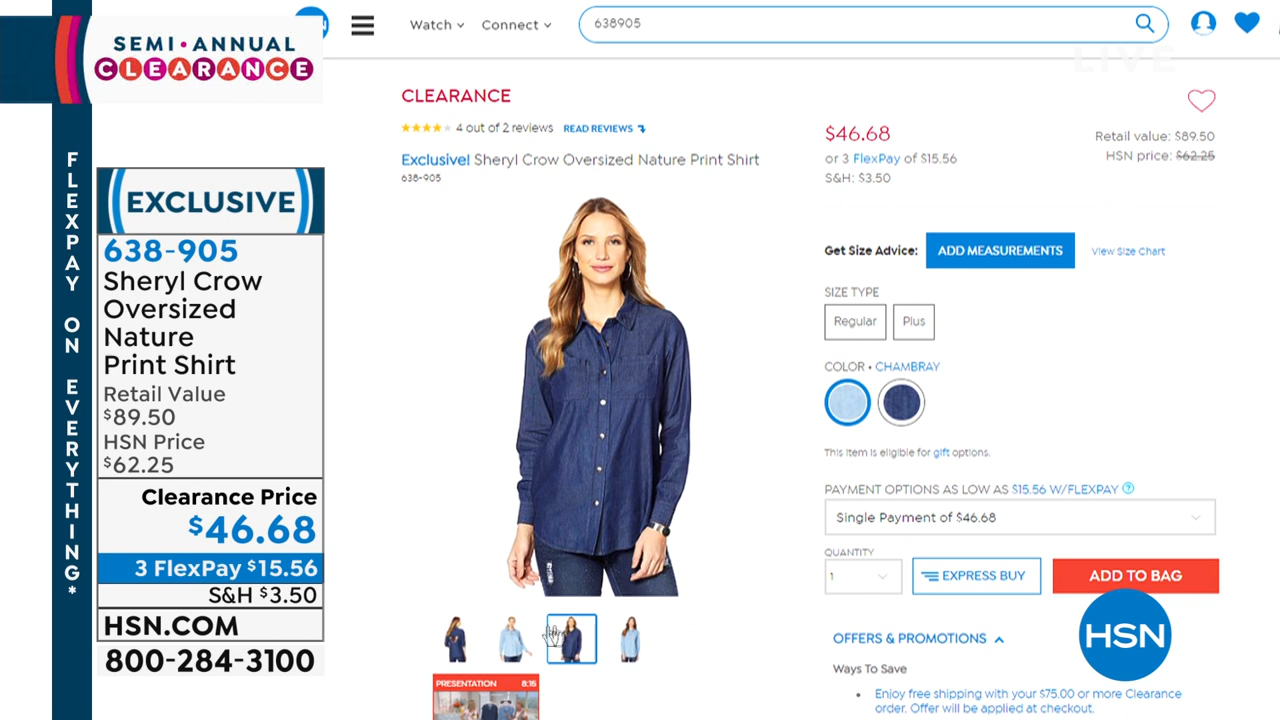 SEMI•ANNUAL
CLEARANCE
FLEXPAY ON EVERYTHING*
EXCLUSIVE
638-905
Sheryl Crow
Oversized
Nature
Print Shirt
Retail Value
$89.50
HSN Price
$62.25
Clearance Price
$46.68
3 FlexPay $15.56
S&H $3.50
HSN.COM
800-284-3100
Watch
Connect
638905
LIVE
CLEARANCE
4 out of 2 reviews READ REVIEWS
Exclusive! Sheryl Crow Oversized Nature Print Shirt
638-905
PRESENTATION 8:15
$46.68
or 3 FlexPay of $15.56
S&H: $3.50
Retail value: $89.50
HSN price: $62.25
Get Size Advice: ADD MEASUREMENTS View Size Chart
SIZE TYPE
Regular Plus
COLOR • CHAMBRAY
This item is eligible for gift options.
PAYMENT OPTIONS AS LOW AS $15.56 W/FLEXPAY ?
Single Payment of $46.68
QUANTITY
1 EXPRESS BUY ADD TO BAG
HSN
OFFERS & PROMOTIONS
Ways To Save
• Enjoy free shipping with your $75.00 or more Clearance
order. Offer will be applied at checkout.